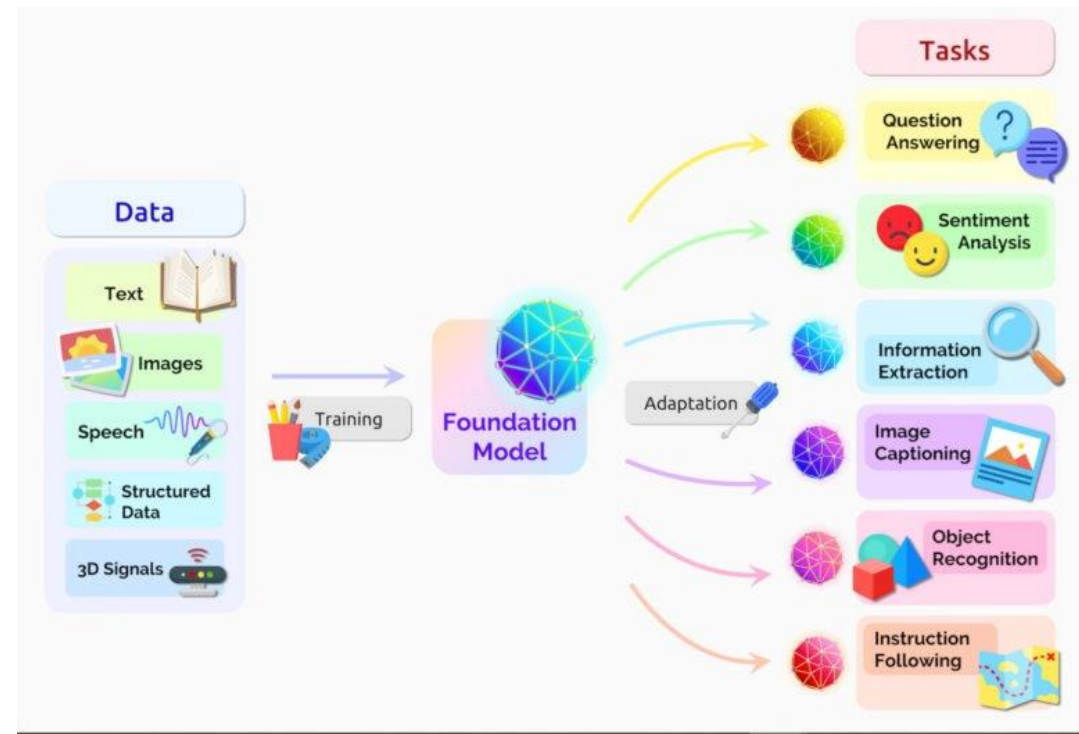 Data
Text
Images
Speech
Structured
Data
3D Signals
Training
Foundation
Model
Adaptation
Tasks
Question
Answering
?
Sentiment
Analysis
Information
Extraction
Image
Captioning
Object
Recognition
Instruction
Following